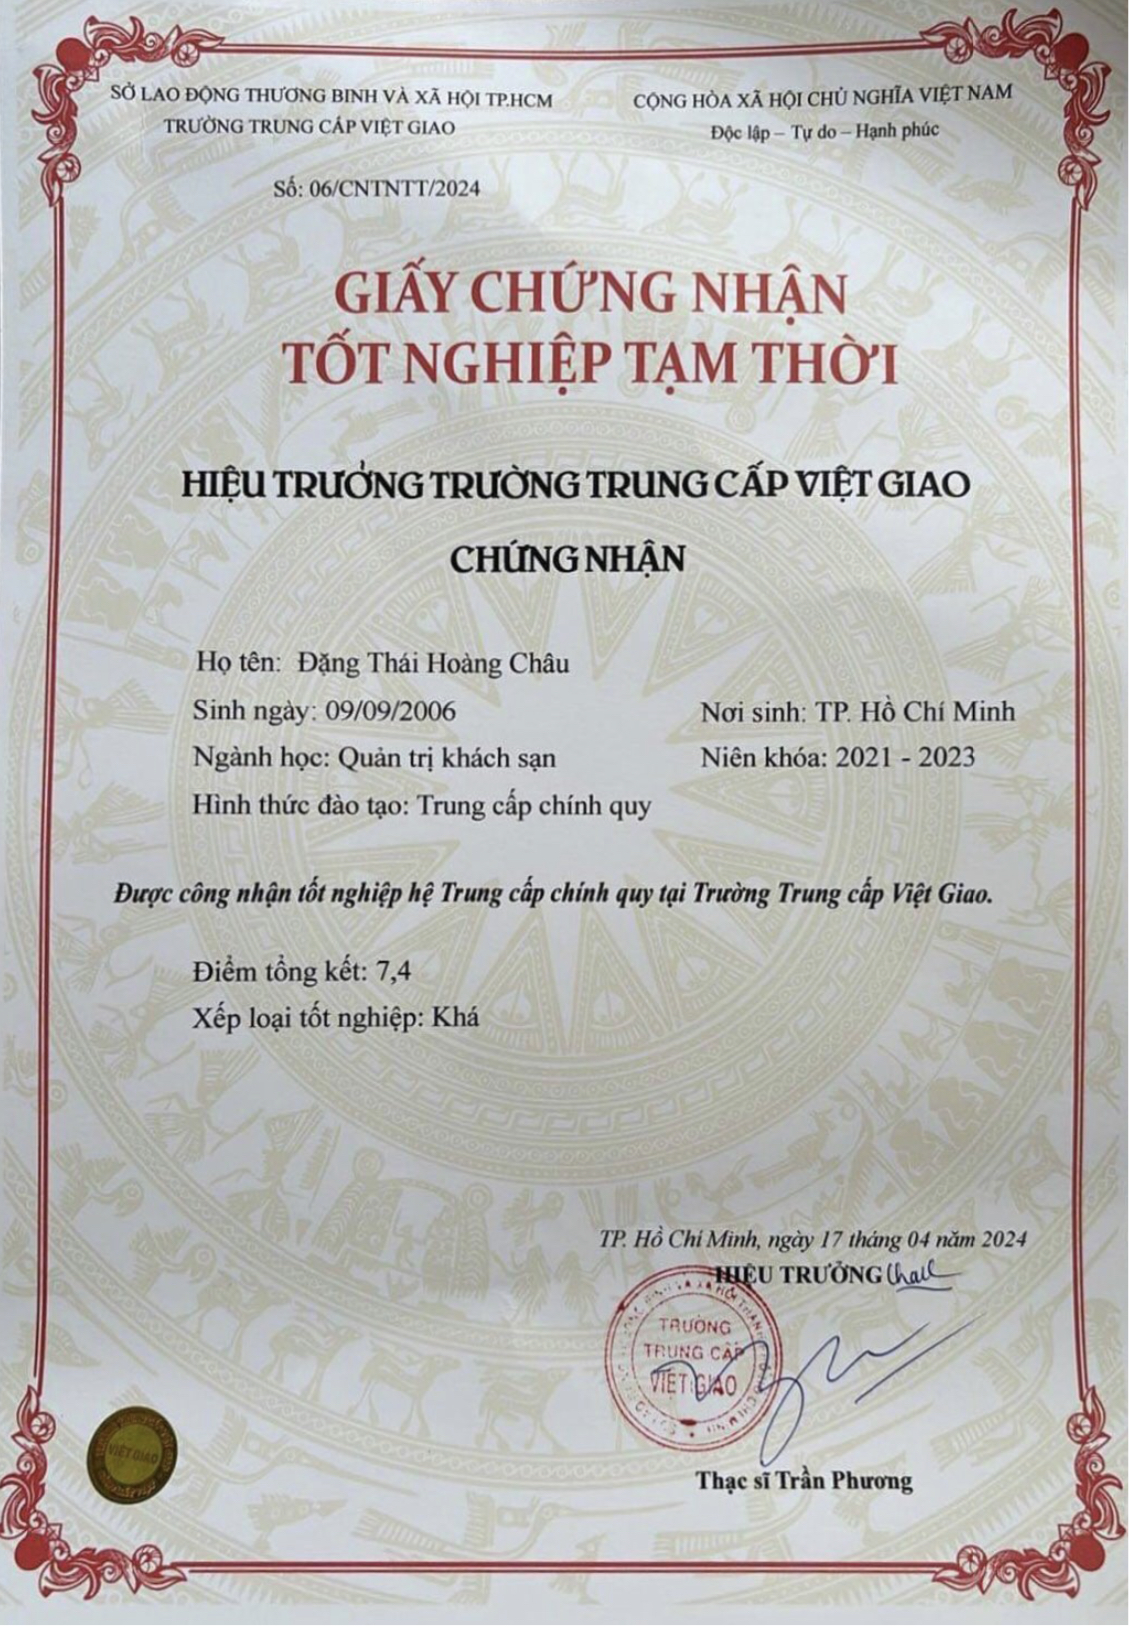 SỞ LAO ĐỘNG THƯƠNG BINH VÀ XÃ HỘI TP.HCM
TRƯỜNG TRUNG CẤP VIỆT GIAO
CỘNG HÒA XÃ HỘI CHỦ NGHĨA VIỆT NAM
Độc lập – Tự do – Hạnh phúc
Số: 06/CNTNTT/2024
GIẤY CHỨNG NHẬN
TỐT NGHIỆP TẠM THỜI
HIỆU TRƯỞNG TRƯỜNG TRUNG CẤP VIỆT GIAO
CHỨNG NHẬN
Họ tên: Đặng Thái Hoàng Châu
Sinh ngày: 09/09/2006 Nơi sinh: TP. Hồ Chí Minh
Ngành học: Quản trị khách sạn Niên khóa: 2021 - 2023
Hình thức đào tạo: Trung cấp chính quy
Được công nhận tốt nghiệp hệ Trung cấp chính quy tại Trường Trung cấp Việt Giao.
Điểm tổng kết: 7,4
Xếp loại tốt nghiệp: Khá
TP. Hồ Chí Minh, ngày 17 tháng 04 năm 2024
HIỆU TRƯỞNG
TRƯỜNG
TRUNG CẤP
VIỆT GIAO
VIỆT GIAO
Thạc sĩ Trần Phương